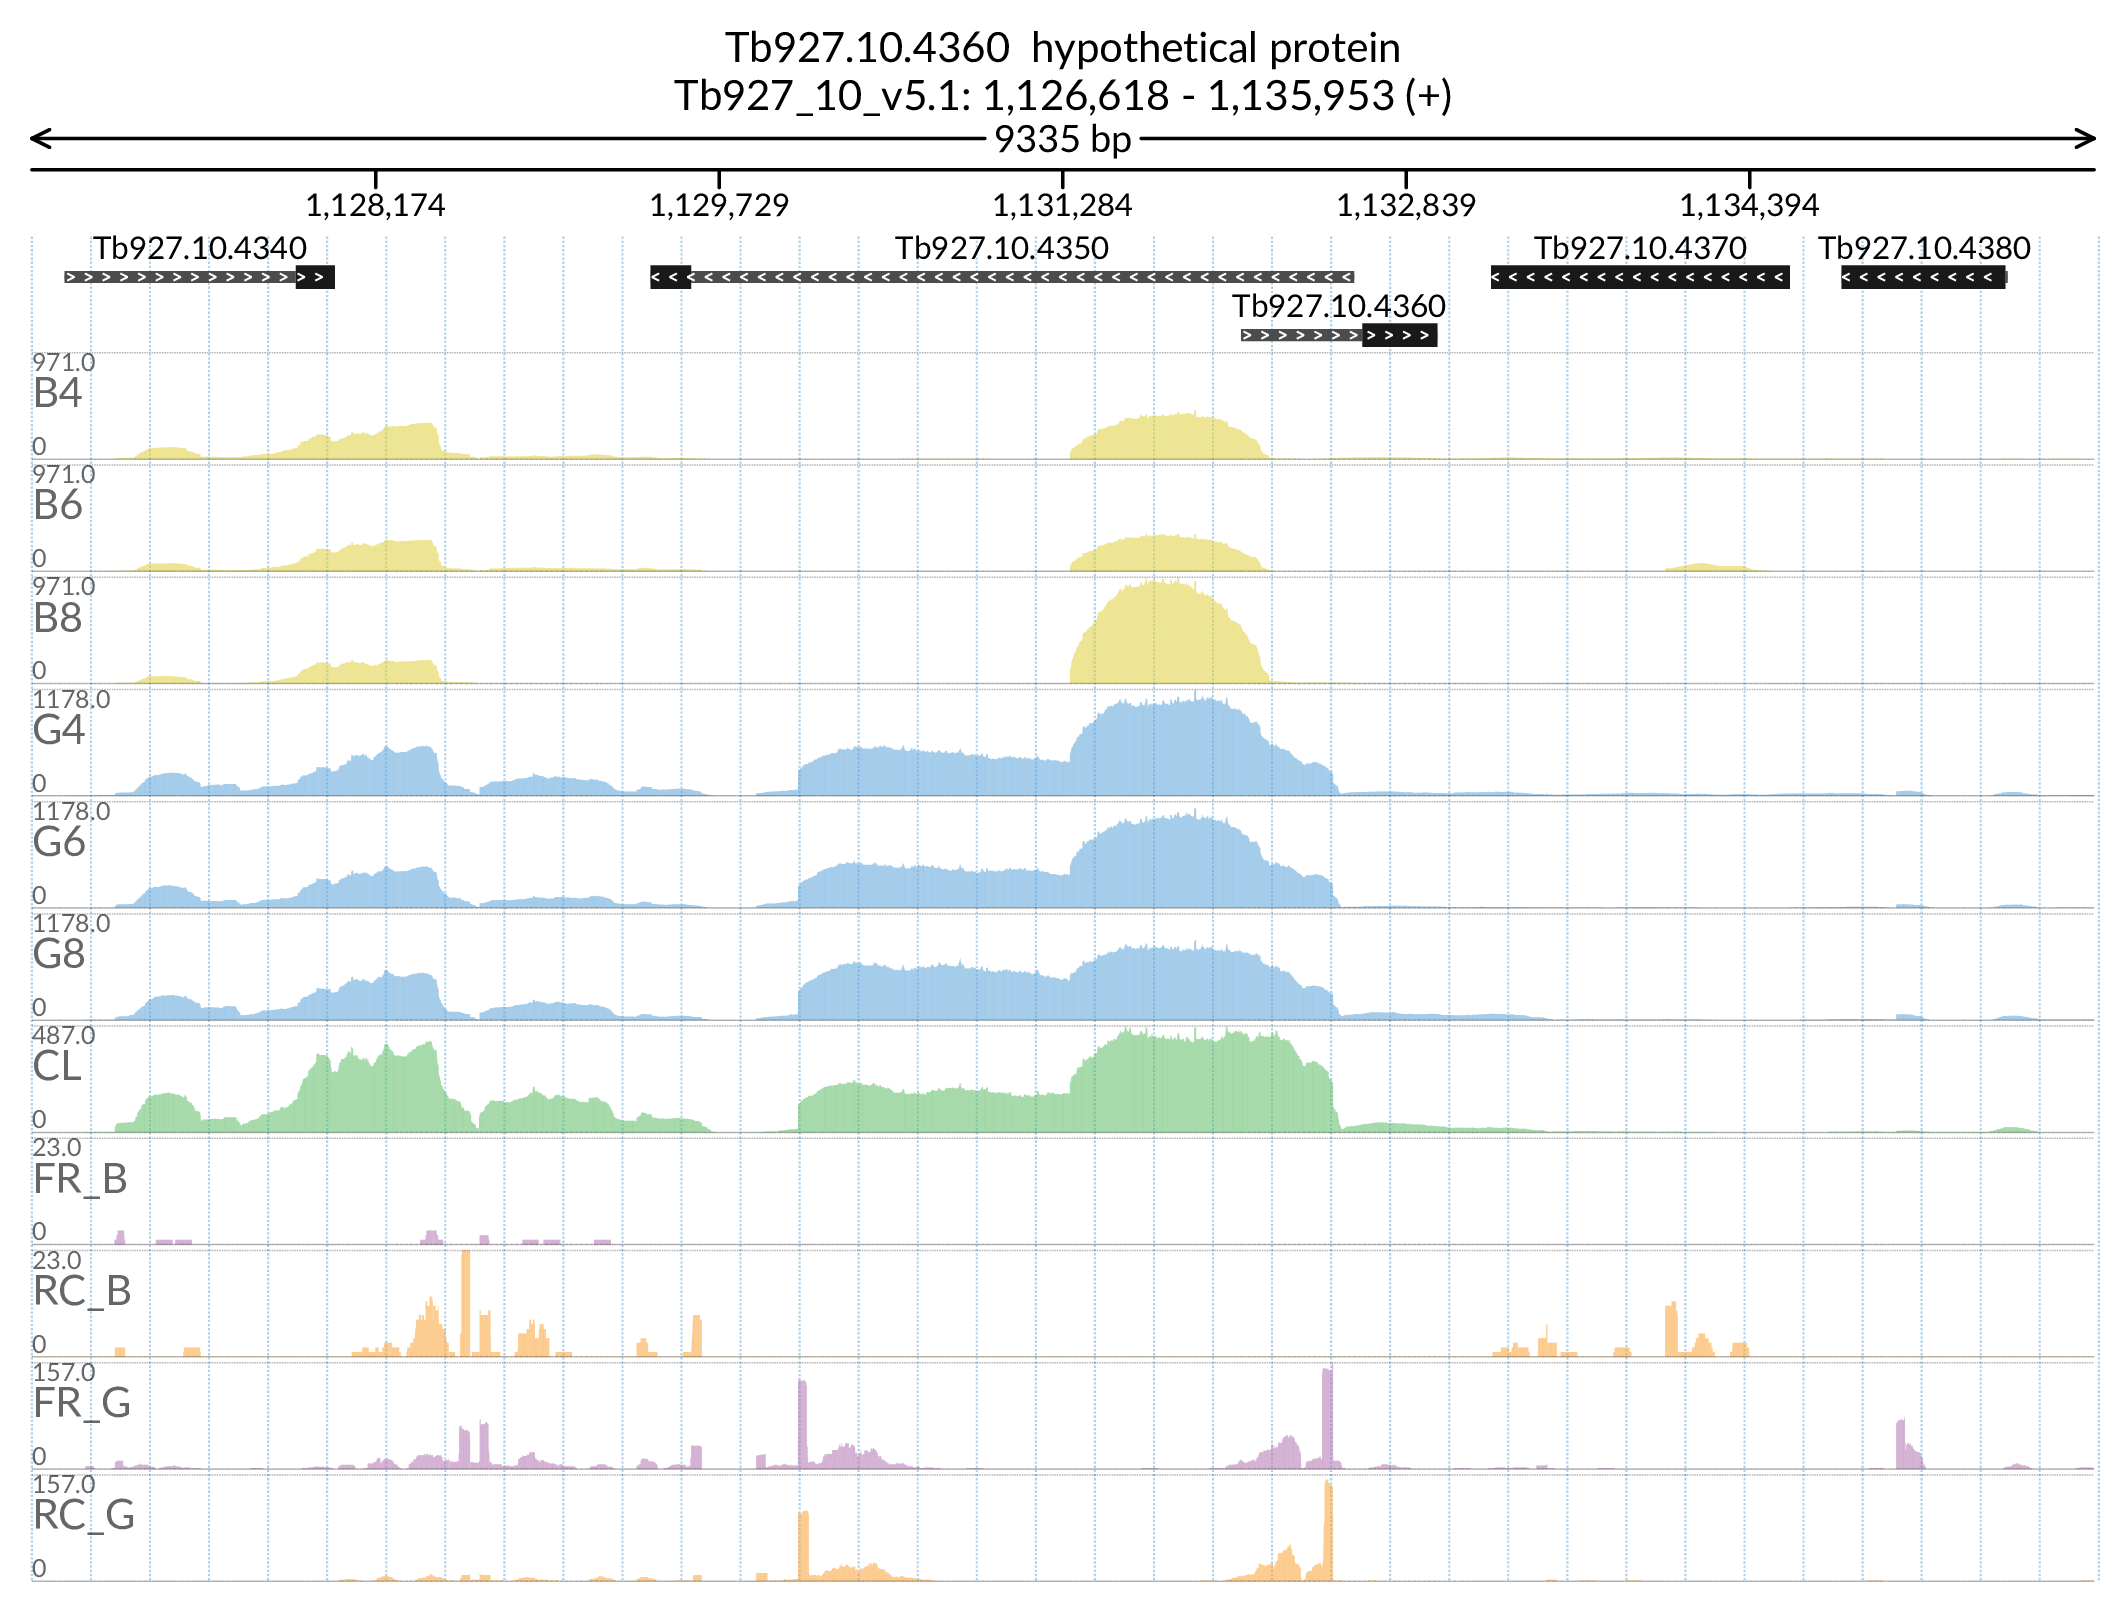 Tb927.10.4360  hypothetical protein
Tb927_10_v5.1: 1,126,618 - 1,135,953 (+)
9335 bp
1,128,174 1,129,729 1,131,284 1,132,839 1,134,394
Tb927.10.4340 Tb927.10.4350 Tb927.10.4370 Tb927.10.4380
Tb927.10.4360
971.0
B4
0
971.0
B6
0
971.0
B8
0
1178.0
G4
0
1178.0
G6
0
1178.0
G8
0
487.0
CL
0
23.0
FR_B
0
23.0
RC_B
0
157.0
FR_G
0
157.0
RC_G
0